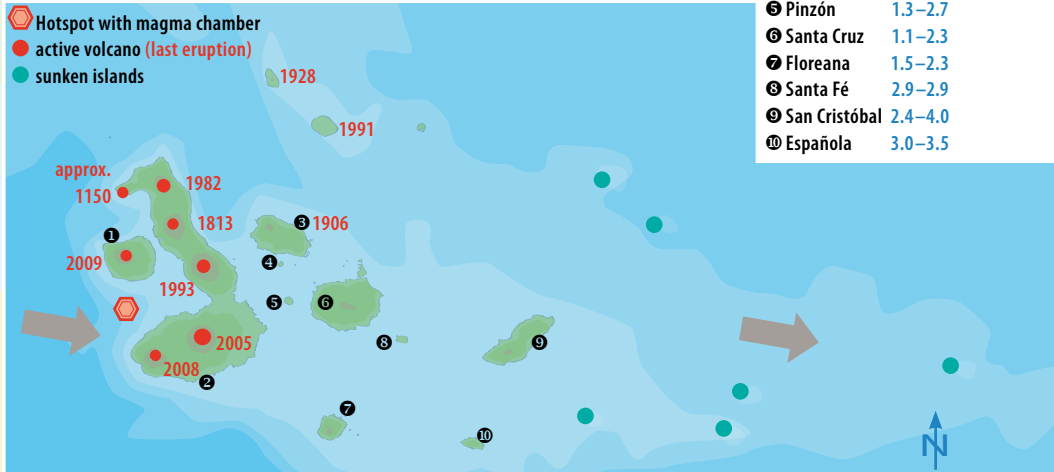 Hotspot with magma chamber
active volcano (last eruption)
sunken islands
❺ Pinzón 1.3–2.7
❻ Santa Cruz 1.1–2.3
❼ Floreana 1.5–2.3
❽ Santa Fé 2.9–2.9
❾ San Cristóbal 2.4–4.0
❿ Española 3.0–3.5
1928
1991
approx.
1150
1982
1813
❸ 1906
❶
2009
❹
1993
❺
❻
2005
❽
❾
2008
❷
❼
❿
N